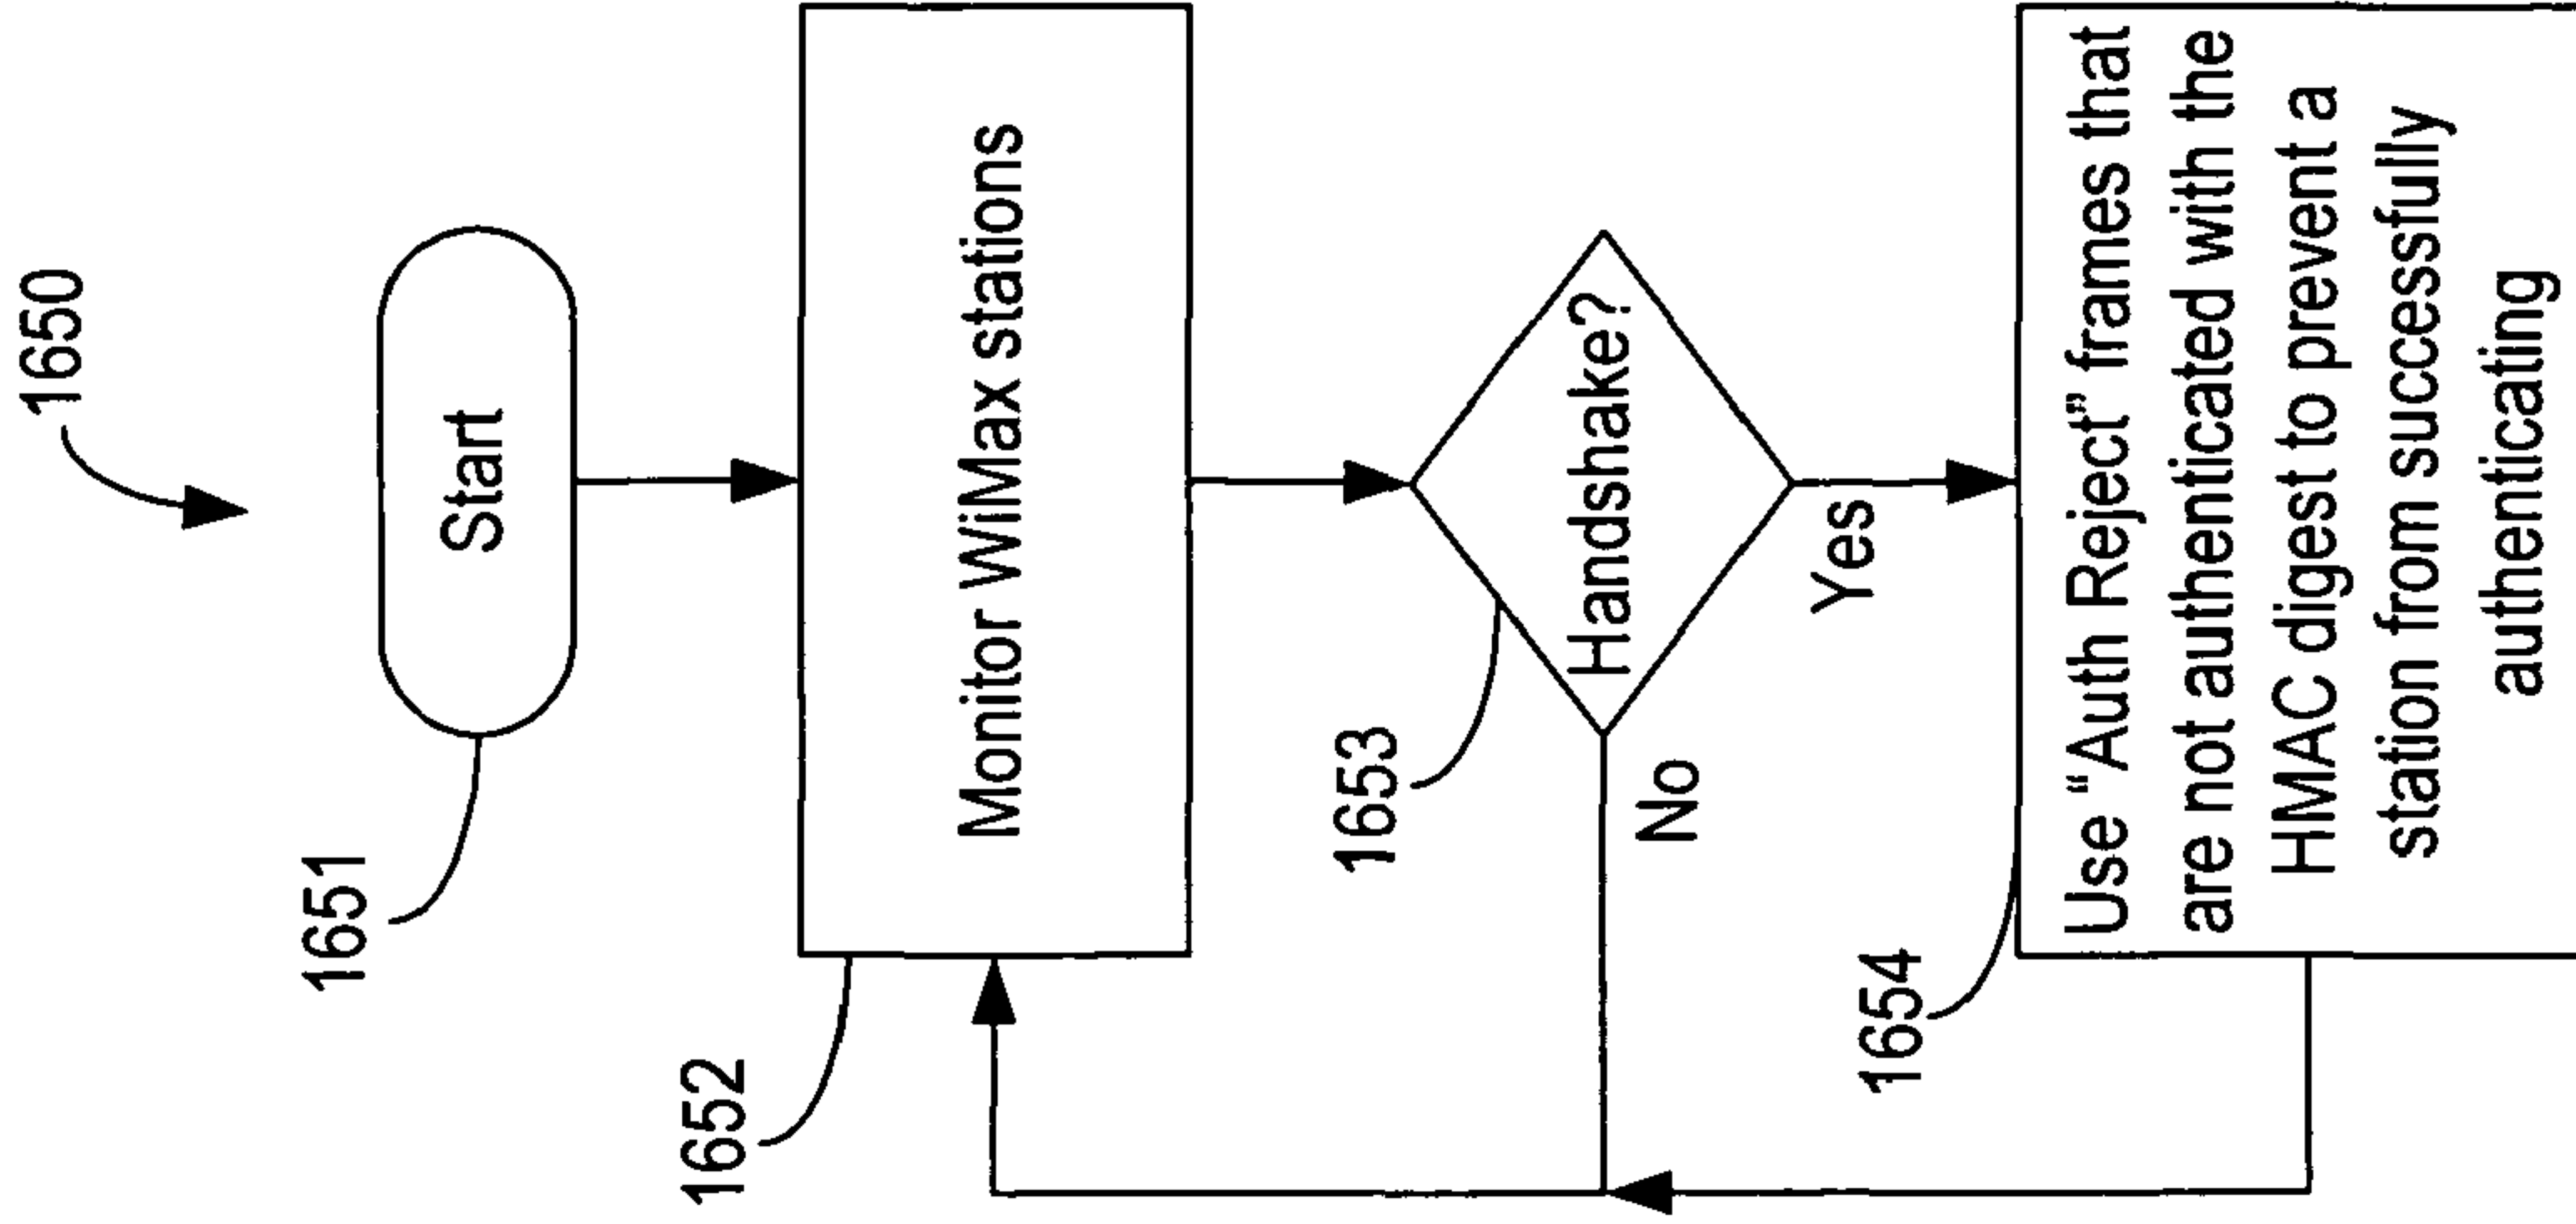 1650
Start
1651
Monitor WiMax stations
1652
Handshake?
1653
No
Yes
Use “Auth Reject” frames that
are not authenticated with the
HMAC digest to prevent a
station from successfully
authenticating
1654